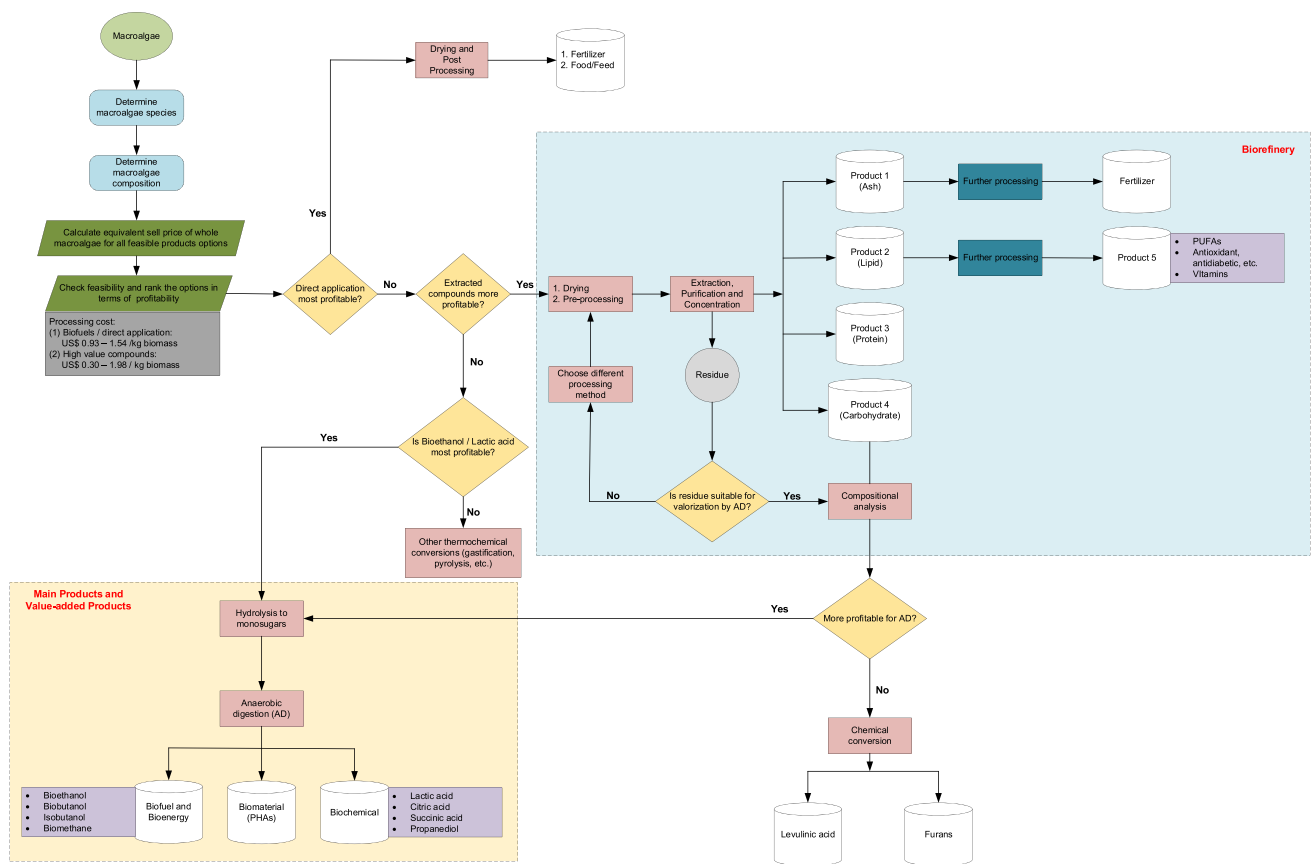 Macroalgae
Determine
macroalgae species
Determine
macroalgae
composition
Calculate equivalent sell price of whole
macroalgae for all feasible products options
Check feasibility and rank the options in
terms of profitability
Processing cost:
(1) Biofuels / direct application:
US$ 0.93 – 1.54 /kg biomass
(2) High value compounds:
US$ 0.30 – 1.98 / kg biomass
Direct application
most profitable?
Yes
Drying and
Post
Processing
1. Fertilizer
2. Food/Feed
No
Extracted
compounds more
profitable?
Yes
No
Is Bioethanol / Lactic acid
most profitable?
Yes
No
Other thermochemical
conversions (gastification,
pyrolysis, etc.)
Biorefinery
1. Drying
2. Pre-processing
Extraction,
Purification and
Concentration
Choose different
processing
method
Residue
Is residue suitable for
valorization by AD?
No
Yes
Product 1
(Ash)
Further processing
Fertilizer
Product 2
(Lipid)
Further processing
Product 5
• PUFAs
• Antioxidant,
antidiabetic, etc.
• VItamins
Product 3
(Protein)
Product 4
(Carbohydrate)
Compositional
analysis
More profitable for AD?
Yes
No
Chemical
conversion
Levulinic acid
Furans
Main Products and
Value-added Products
Hydrolysis to
monosugars
Anaerobic
digestion (AD)
• Bioethanol
• Biobutanol
• Isobutanol
• Biomethane
Biofuel and
Bioenergy
Biomaterial
(PHAs)
Biochemical
• Lactic acid
• Citric acid
• Succinic acid
• Propanediol